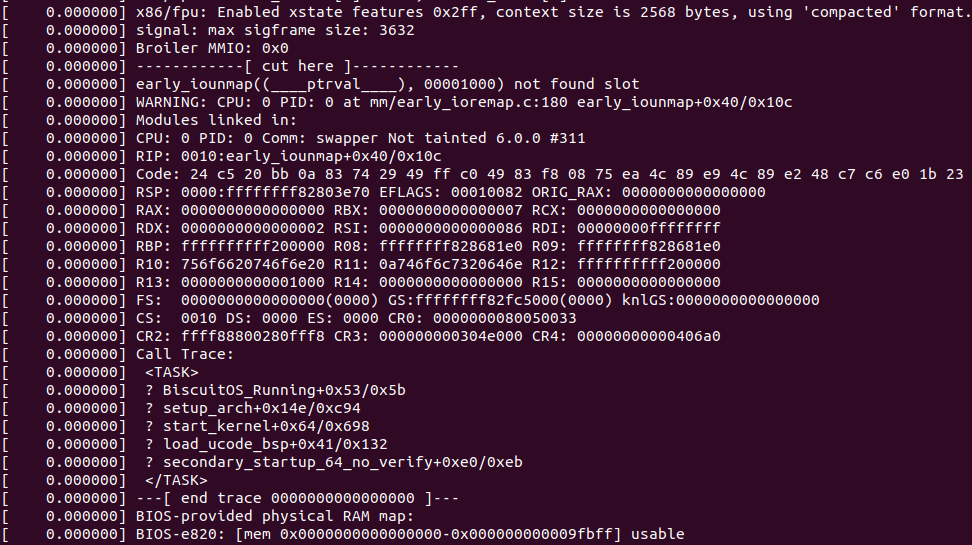 [    0.000000] x86/fpu: Enabled xstate features 0x2ff, context size is 2568 bytes, using 'compacted' format.
[    0.000000] signal: max sigframe size: 3632
[    0.000000] Broiler MMIO: 0x0
[    0.000000] ------------[ cut here ]------------
[    0.000000] early_iounmap((____ptrval____), 00001000) not found slot
[    0.000000] WARNING: CPU: 0 PID: 0 at mm/early_ioremap.c:180 early_iounmap+0x40/0x10c
[    0.000000] Modules linked in:
[    0.000000] CPU: 0 PID: 0 Comm: swapper Not tainted 6.0.0 #311
[    0.000000] RIP: 0010:early_iounmap+0x40/0x10c
[    0.000000] Code: 24 c5 20 bb 0a 83 74 29 49 ff c0 49 83 f8 08 75 ea 4c 89 e9 4c 89 e2 48 c7 c6 e0 1b 23
[    0.000000] RSP: 0000:ffffffff82803e70 EFLAGS: 00010082 ORIG_RAX: 0000000000000000
[    0.000000] RAX: 0000000000000000 RBX: 0000000000000007 RCX: 0000000000000000
[    0.000000] RDX: 0000000000000002 RSI: 0000000000000086 RDI: 00000000ffffffff
[    0.000000] RBP: ffffffffff200000 R08: ffffffff828681e0 R09: ffffffff828681e0
[    0.000000] R10: 756f6620746f6e20 R11: 0a746f6c7320646e R12: ffffffffff200000
[    0.000000] R13: 0000000000001000 R14: 0000000000000000 R15: 0000000000000000
[    0.000000] FS:  0000000000000000(0000) GS:ffffffff82fc5000(0000) knlGS:0000000000000000
[    0.000000] CS:  0010 DS: 0000 ES: 0000 CR0: 0000000080050033
[    0.000000] CR2: ffff88800280fff8 CR3: 000000000304e000 CR4: 00000000000406a0
[    0.000000] Call Trace:
[    0.000000]  <TASK>
[    0.000000]  ? BiscuitOS_Running+0x53/0x5b
[    0.000000]  ? setup_arch+0x14e/0xc94
[    0.000000]  ? start_kernel+0x64/0x698
[    0.000000]  ? load_ucode_bsp+0x41/0x132
[    0.000000]  ? secondary_startup_64_no_verify+0xe0/0xeb
[    0.000000]  </TASK>
[    0.000000] ---[ end trace 0000000000000000 ]---
[    0.000000] BIOS-provided physical RAM map:
[    0.000000] BIOS-e820: [mem 0x0000000000000000-0x000000000009fbff] usable